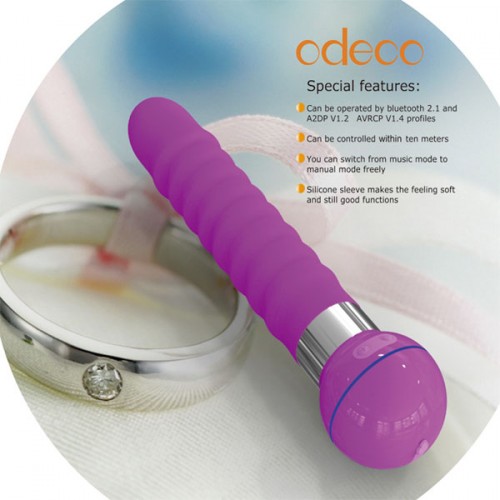 odeco
Special features:
Can be operated by bluetooth 2.1 and
A2DP V1.2 AVRCP V1.4 profiles
Can be controlled within ten meters
You can switch from music mode to
manual mode freely
Silicone sleeve makes the feeling soft
and still good functions